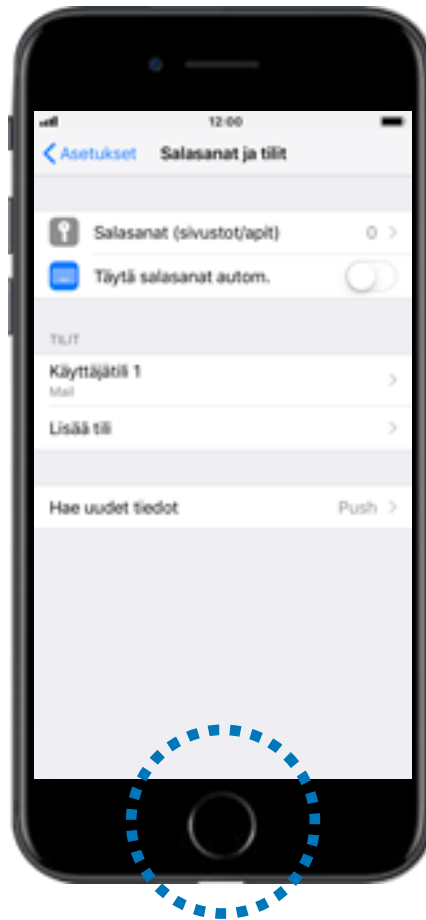 12:00
Asetukset Salasanat ja tilit
Salasanat (sivustot/apit) 0
Täytä salasanat autom.
TILIT
Käyttäjätili 1
Mail
Lisää tili
Hae uudet tiedot Push